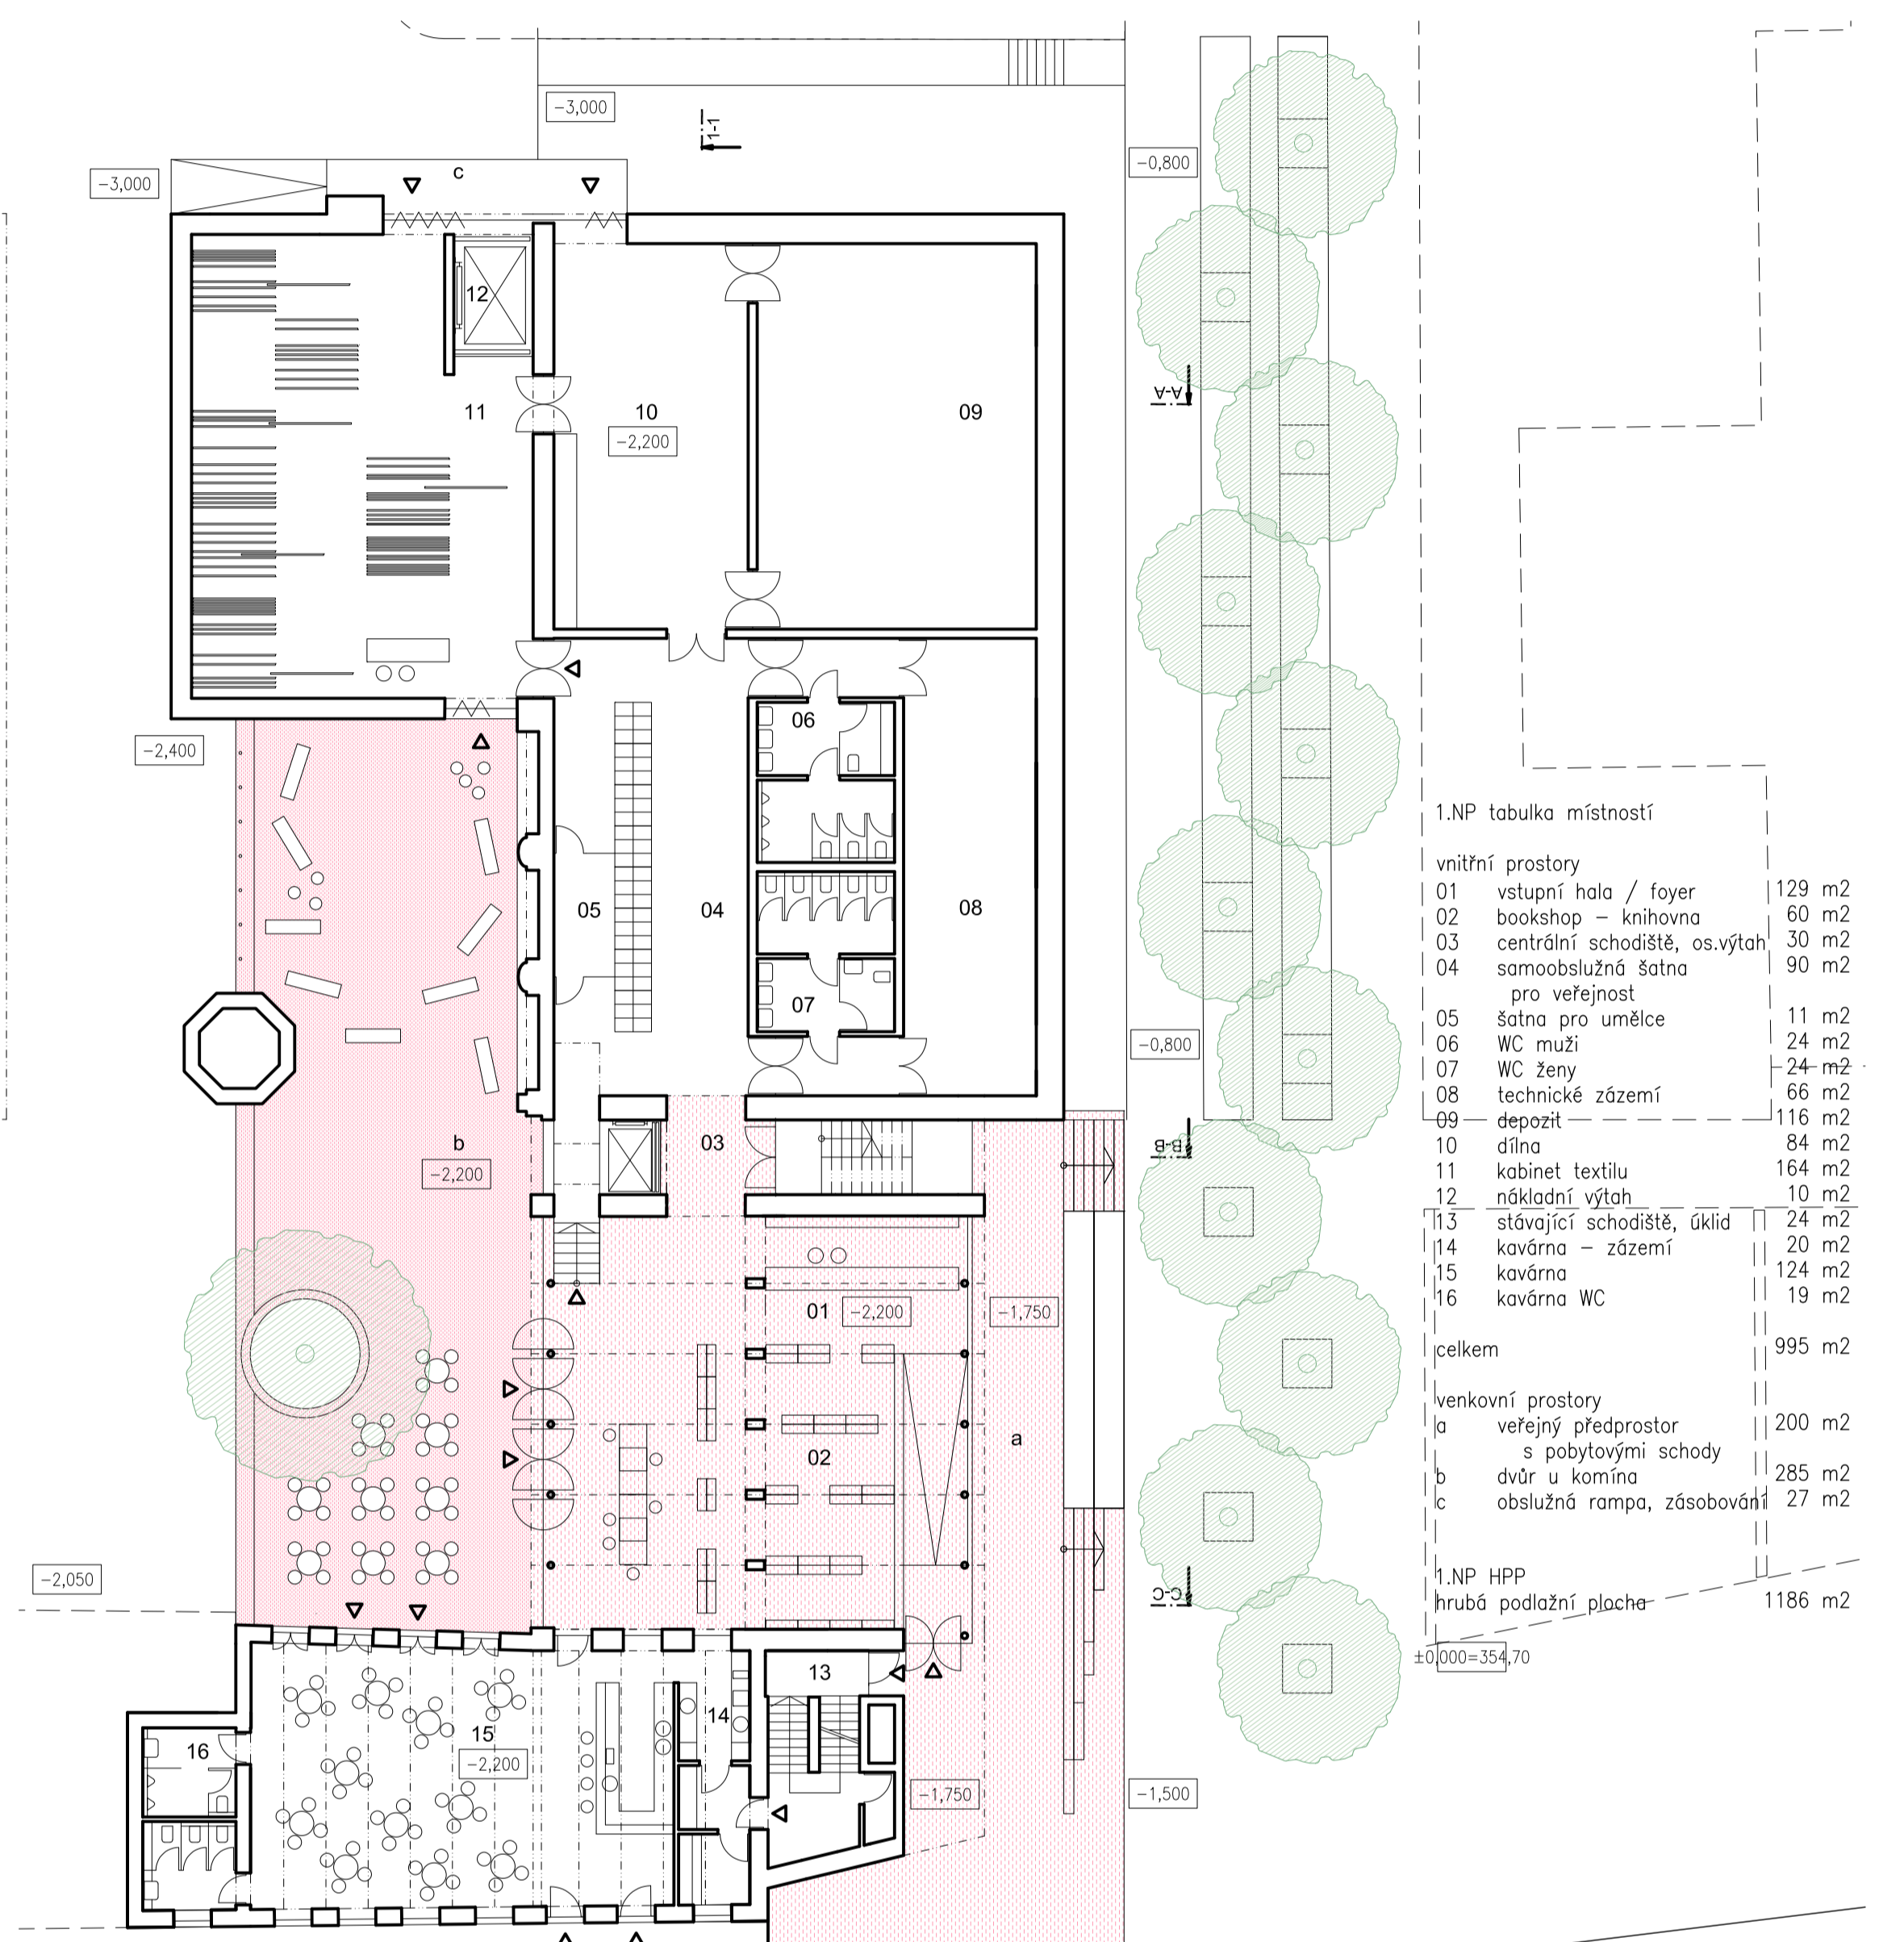 -3,000
1-1
-0,800
-3,000
c
12
A-A
11
10
09
-2,200
06
-2,400
05
04
08
07
-0,800
b
03
B-B
-2,200
01
-2,200
-1,750
a
02
-2,050
C-C
13
14
15
16
-2,200
-1,750
-1,500
1.NP tabulka místností
vnitřní prostory
01 vstupní hala / foyer 129 m2
02 bookshop – knihovna 60 m2
03 centrální schodiště, os.výtah 30 m2
04 samoobslužná šatna 90 m2
pro veřejnost
05 šatna pro umělce 11 m2
06 WC muži 24 m2
07 WC ženy 24 m2
08 technické zázemí 66 m2
09 depozit 116 m2
10 dílna 84 m2
11 kabinet textilu 164 m2
12 nákladní výtah 10 m2
13 stávající schodiště, úklid 24 m2
14 kavárna – zázemí 20 m2
15 kavárna 124 m2
16 kavárna WC 19 m2
celkem 995 m2
venkovní prostory
a veřejný předprostor 200 m2
s pobytovými schody
b dvůr u komína 285 m2
c obslužná rampa, zásobování 27 m2
1.NP HPP
hrubá podlažní plocha 1186 m2
±0,000=354,70